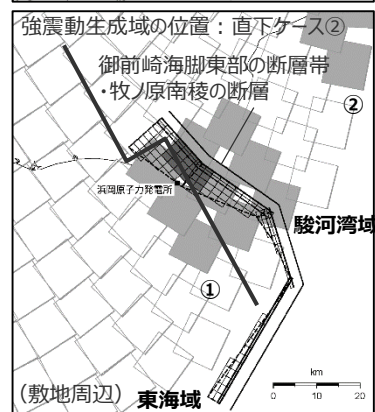 強震動生成域の位置：直下ケース②
御前崎海脚東部の断層帯
・牧ノ原南稜の断層
②
浜岡原子力発電所
駿河湾域
①
km
(敷地周辺)
東海域
0 10 20